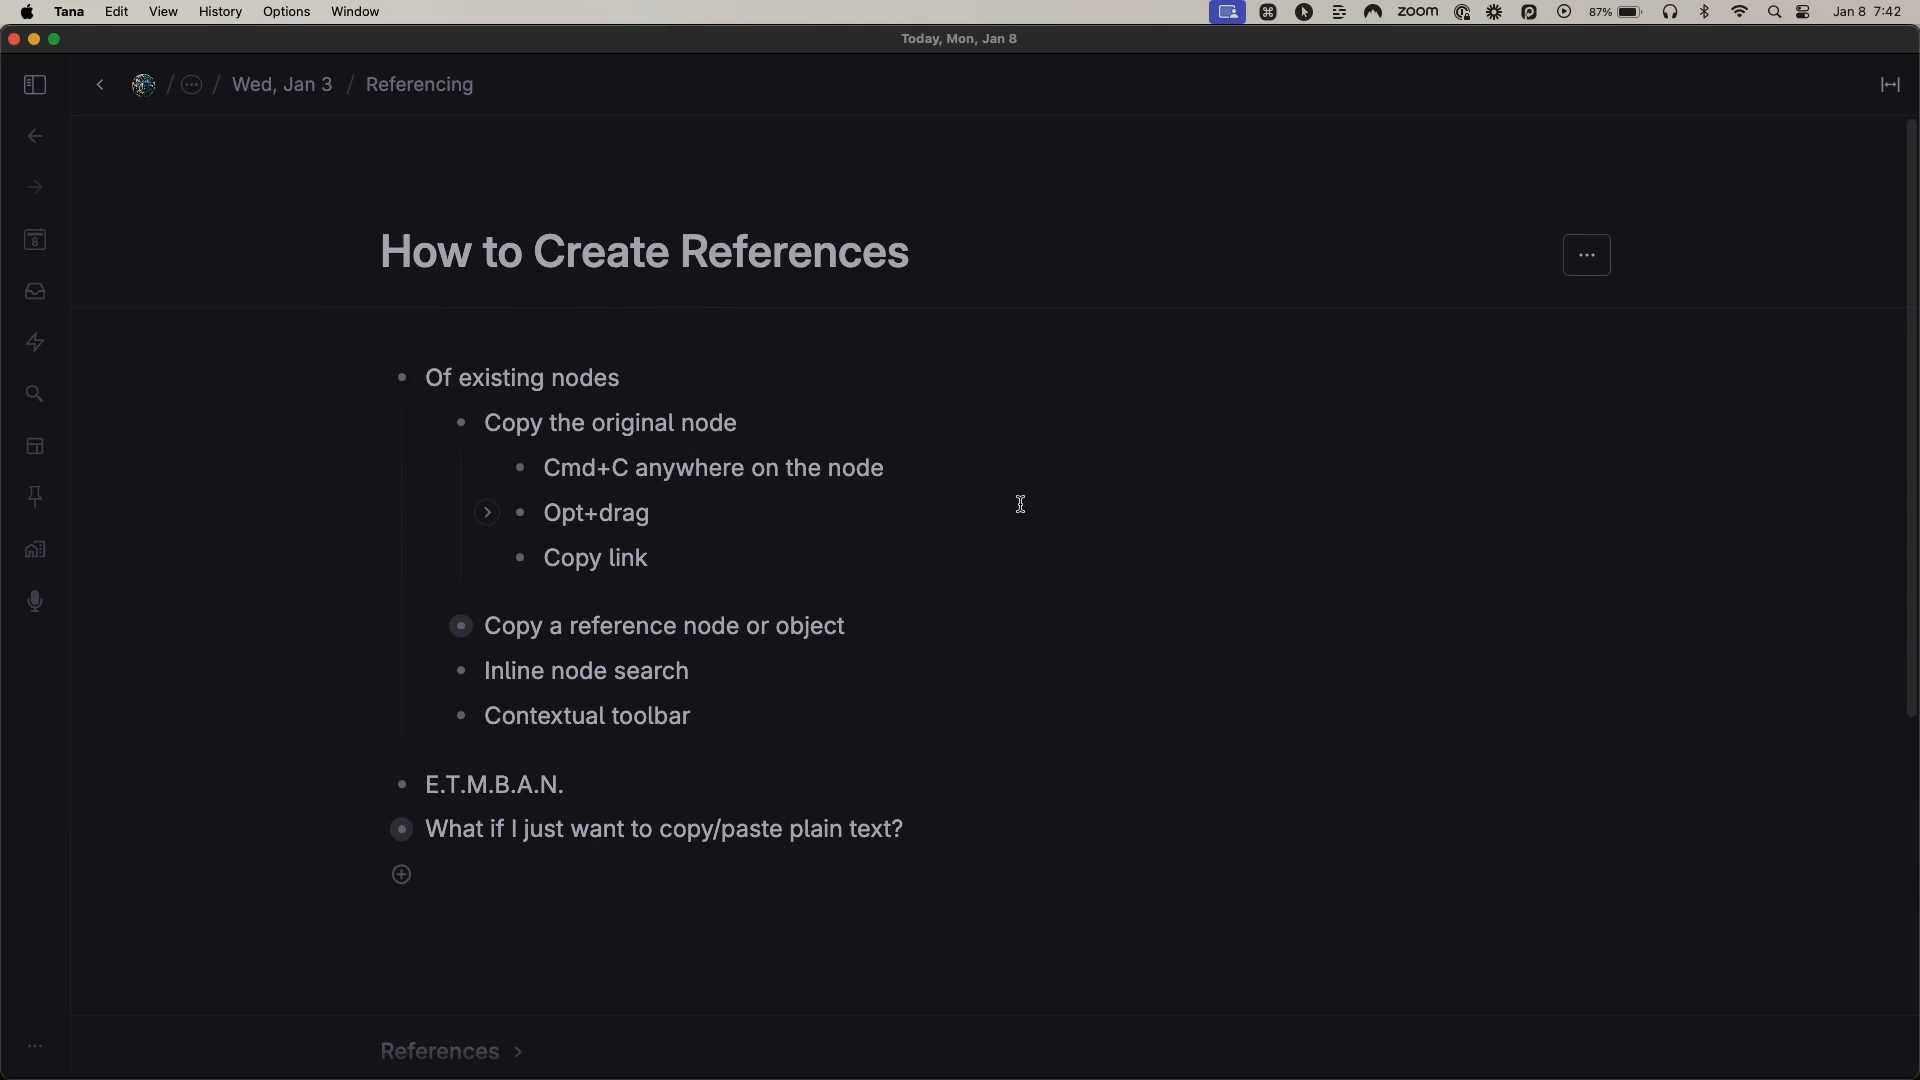 Tana Edit View History Options Window zoom 87% Jan 8 7:42
Today, Mon, Jan 8
/ / Wed, Jan 3 / Referencing
8
How to Create References
Of existing nodes
Copy the original node
Cmd+C anywhere on the node
Opt+drag
Copy link
Copy a reference node or object
Inline node search
Contextual toolbar
E.T.M.B.A.N.
What if I just want to copy/paste plain text?
References